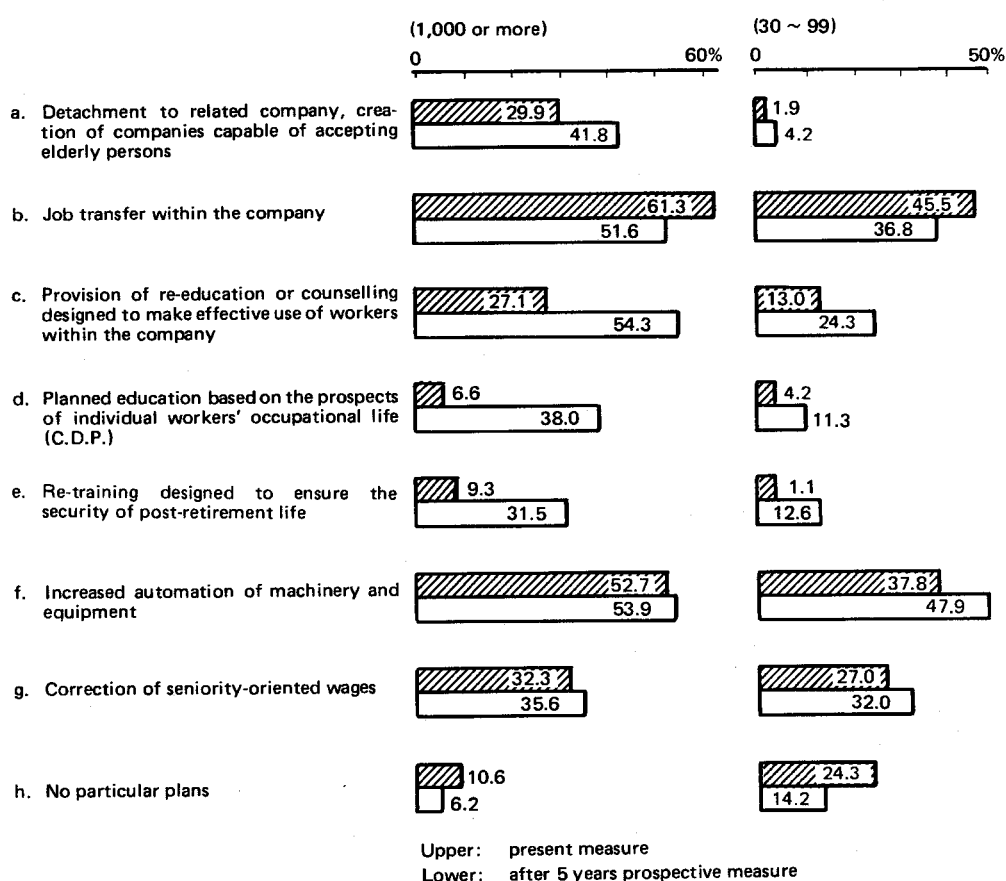 (1,000 or more) (30 ~ 99)
0 60% 0 50%
a. Detachment to related company, crea-
tion of companies capable of accepting
elderly persons
29.9
41.8
1.9
4.2
b. Job transfer within the company
61.3
51.6
45.5
36.8
c. Provision of re-education or counselling
designed to make effective use of workers
within the company
27.1
54.3
13.0
24.3
d. Planned education based on the prospects
of individual workers' occupational life
(C.D.P.)
6.6
38.0
4.2
11.3
e. Re-training designed to ensure the
security of post-retirement life
9.3
31.5
1.1
12.6
f. Increased automation of machinery and
equipment
52.7
53.9
37.8
47.9
g. Correction of seniority-oriented wages
32.3
35.6
27.0
32.0
h. No particular plans
10.6
6.2
24.3
14.2
Upper: present measure
Lower: after 5 years prospective measure